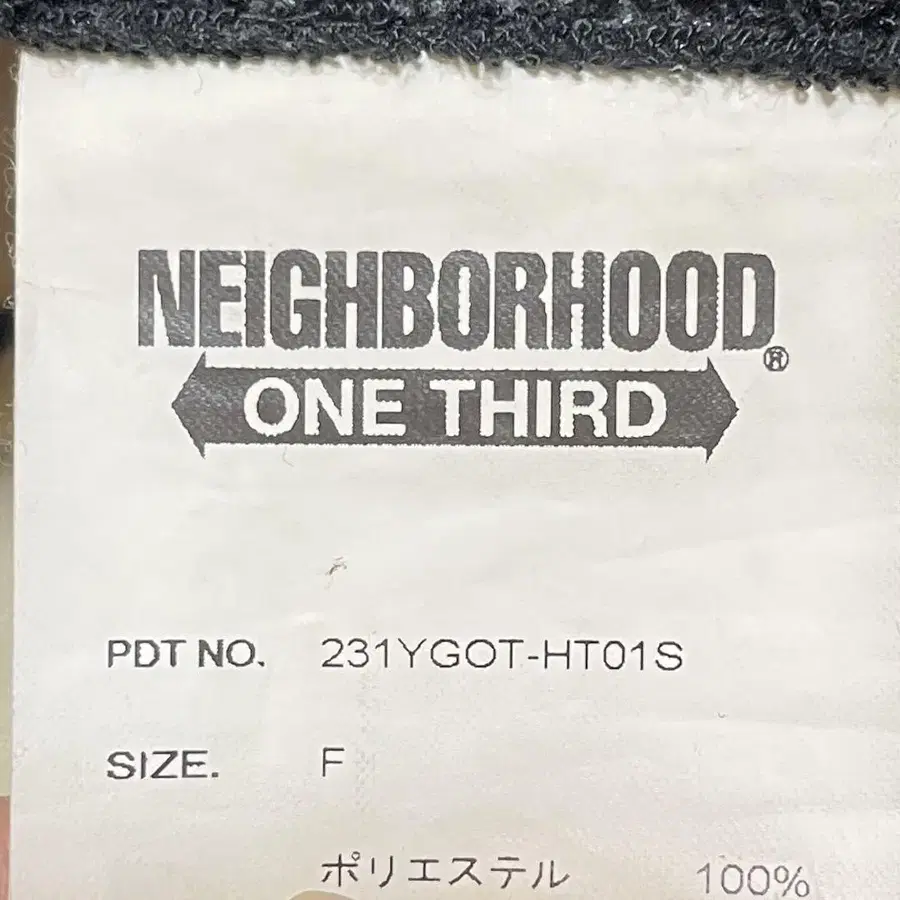 NEIGHBORHOOD®
ONE THIRD
PDT NO. 231YGOT-HT01S
SIZE. F
ポリエステル 100%